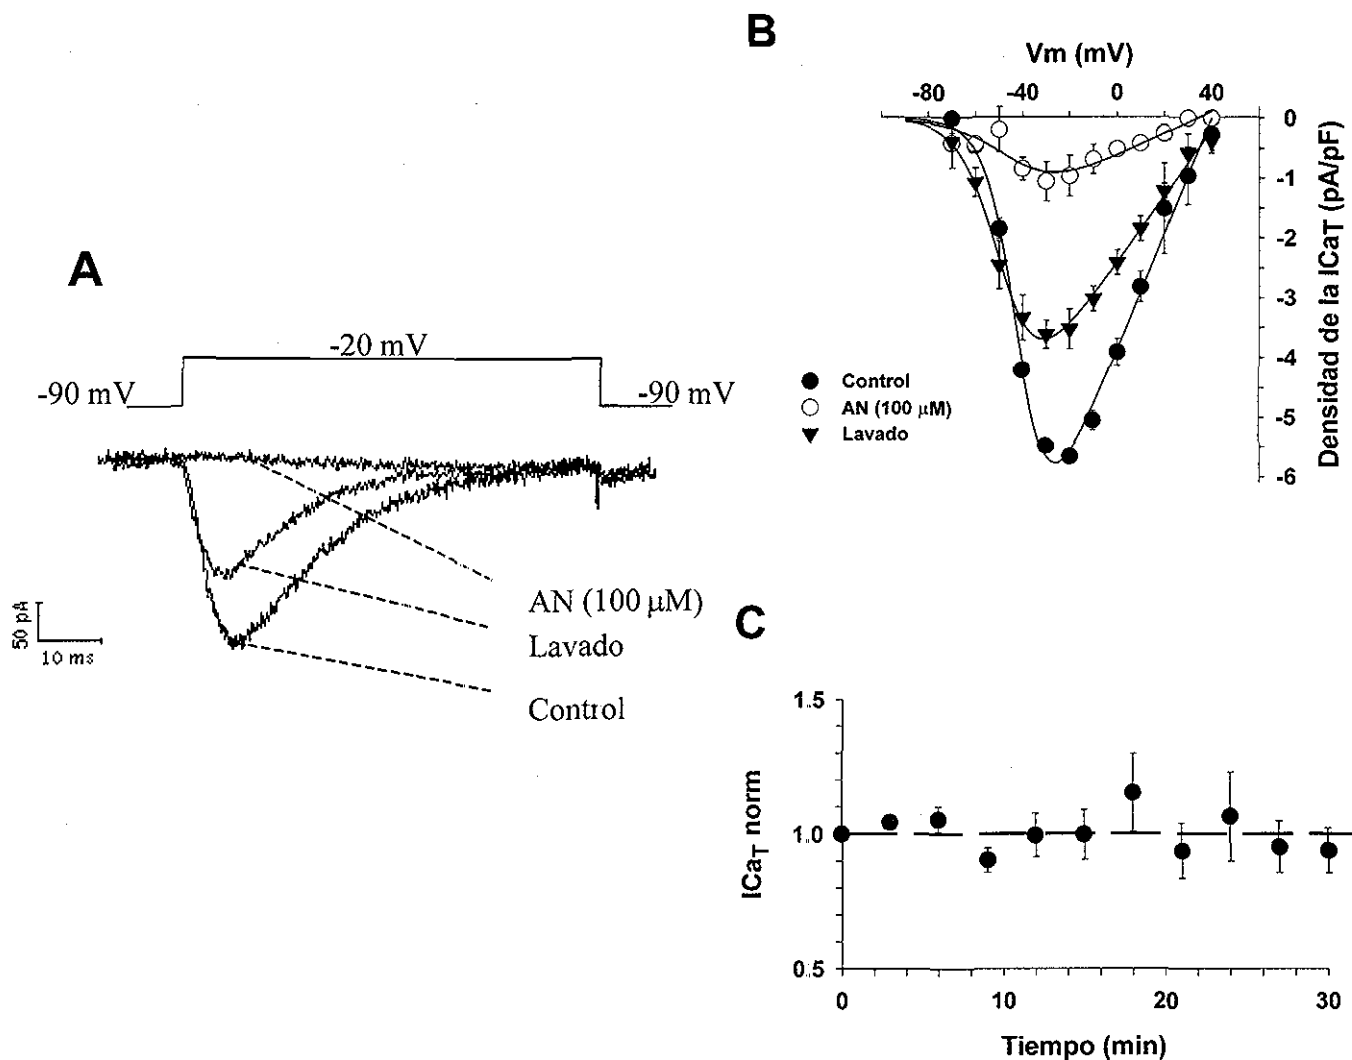 A
-20 mV
-90 mV
-90 mV
50 pA
10 ms
AN (100 µM)
Lavado
Control
B
Vm (mV)
-80
-40
0
40
0
-1
-2
-3
-4
-5
-6
Densidad de la ICaT (pA/pF)
Control
AN (100 µM)
Lavado
C
1.5
1.0
0.5
ICaT norm
0
10
20
30
Tiempo (min)